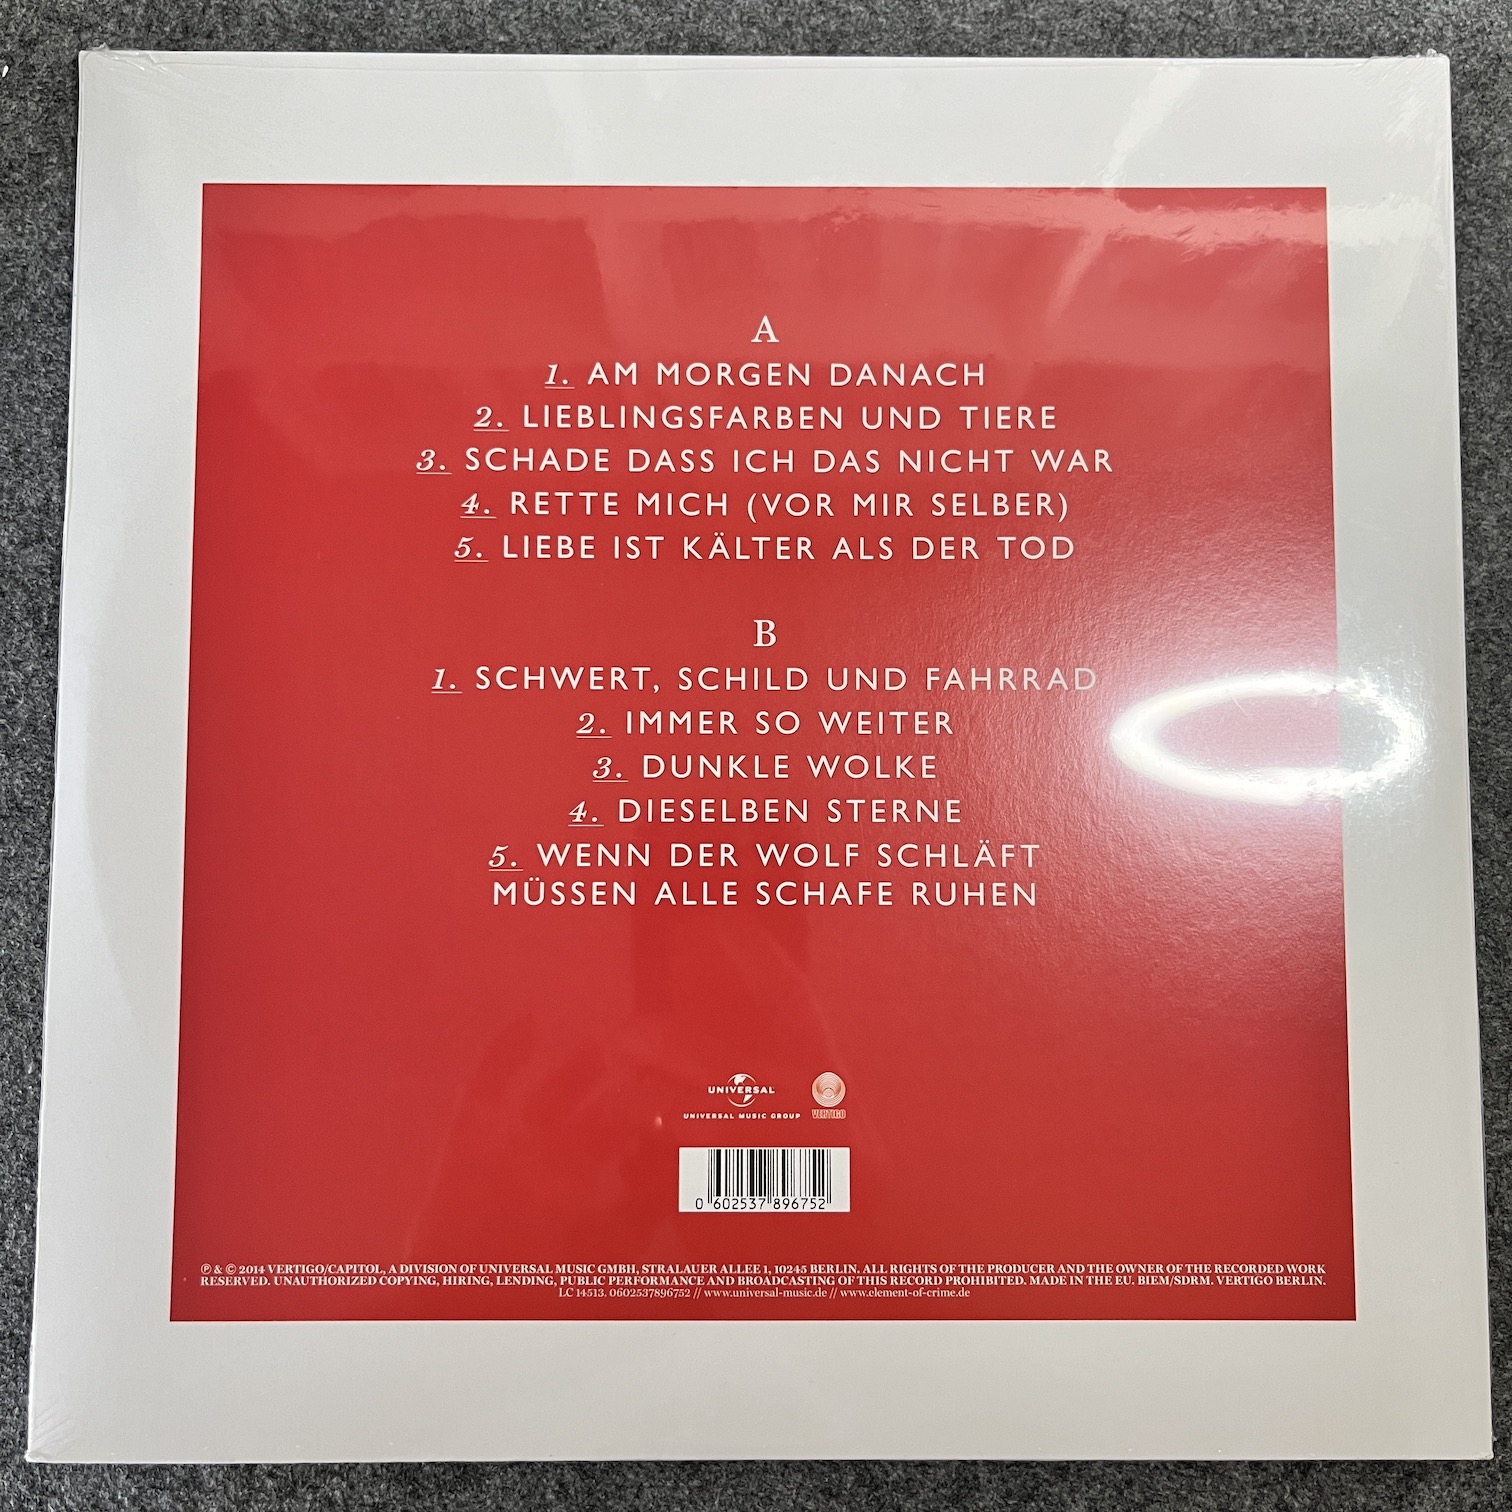 A
1. AM MORGEN DANACH
2. LIEBLINGSFARBEN UND TIERE
3. SCHADE DASS ICH DAS NICHT WAR
4. RETTE MICH (VOR MIR SELBER)
5. LIEBE IST KÄLTER ALS DER TOD
B
1. SCHWERT, SCHILD UND FAHRRAD
2. IMMER SO WEITER
3. DUNKLE WOLKE
4. DIESELBEN STERNE
5. WENN DER WOLF SCHLÄFT
MÜSSEN ALLE SCHAFE RUHEN
UNIVERSAL
UNIVERSAL MUSIC GROUP
VERTIGO
0 602537 896752
℗ & © 2014 VERTIGO/CAPITOL, A DIVISION OF UNIVERSAL MUSIC GMBH, STRALAUER ALLEE 1, 10245 BERLIN. ALL RIGHTS OF THE PRODUCER AND THE OWNER OF THE RECORDED WORK
RESERVED. UNAUTHORIZED COPYING, HIRING, LENDING, PUBLIC PERFORMANCE AND BROADCASTING OF THIS RECORD PROHIBITED. MADE IN THE EU. BIEM/SDRM. VERTIGO BERLIN.
LC 14513. 0602537896752 // www.universal-music.de // www.element-of-crime.de